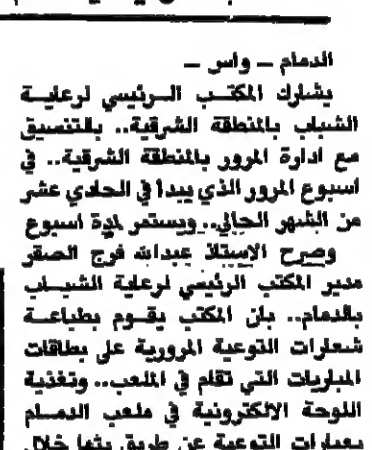 الدمام – واس –
يشارك المكتب الرئيسي لرعاية
الشباب بالمنطقة الشرقية.. بالتنسيق
مع ادارة المرور بالمنطقة الشرقية.. في
اسبوع المرور الذي يبدأ في الحادي عشر
من الشهر الحالي.. ويستمر لمدة اسبوع
وصرح الاستاذ عبدالله فرج الصقر
مدير المكتب الرئيسي لرعاية الشباب
بالدمام.. بان المكتب يقوم بطباعة
شعارات التوعية المرورية على بطاقات
المباريات التي تقام في الملعب.. وتغذية
اللوحة الالكترونية في ملعب الدمام
بعبارات التوعية عن طريق بثها خلال